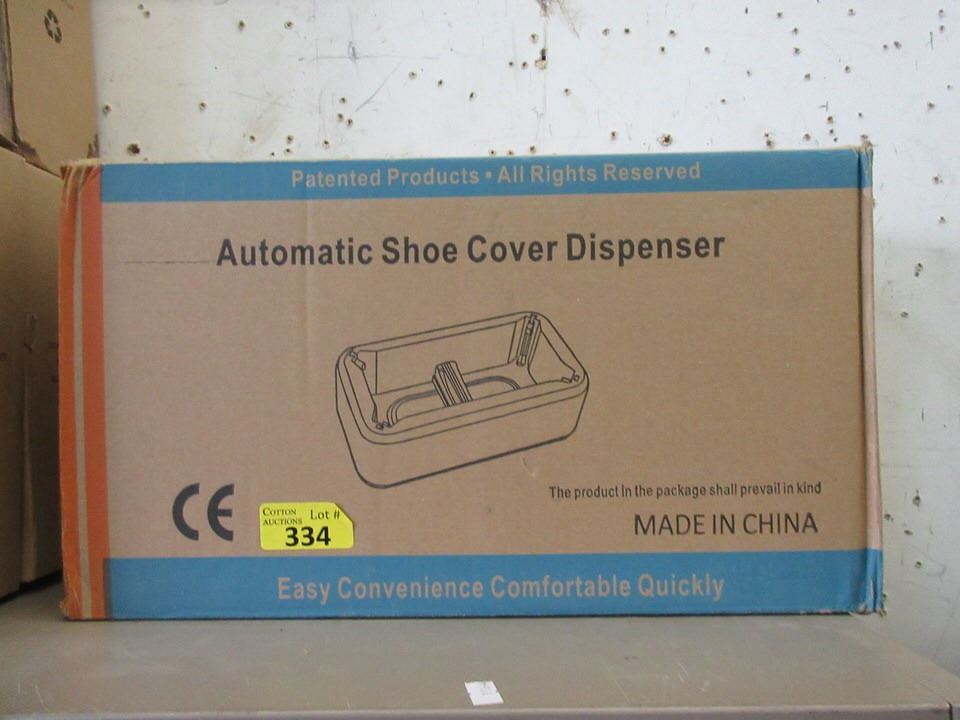 Patented Products • All Rights Reserved
Automatic Shoe Cover Dispenser
The product in the package shall prevail in kind
CE
COTTON AUCTIONS Lot #
334
MADE IN CHINA
Easy Convenience Comfortable Quickly